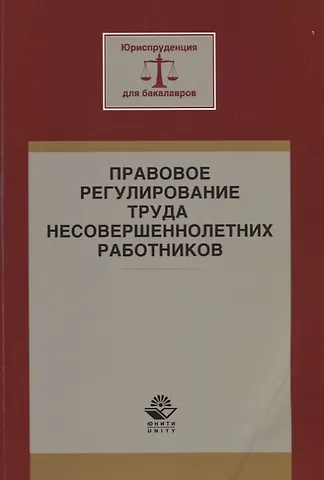 Юриспруденция
для бакалавров
ПРАВОВОЕ
РЕГУЛИРОВАНИЕ
ТРУДА
НЕСОВЕРШЕННОЛЕТНИХ
РАБОТНИКОВ
ЮНИТИ
UNITY